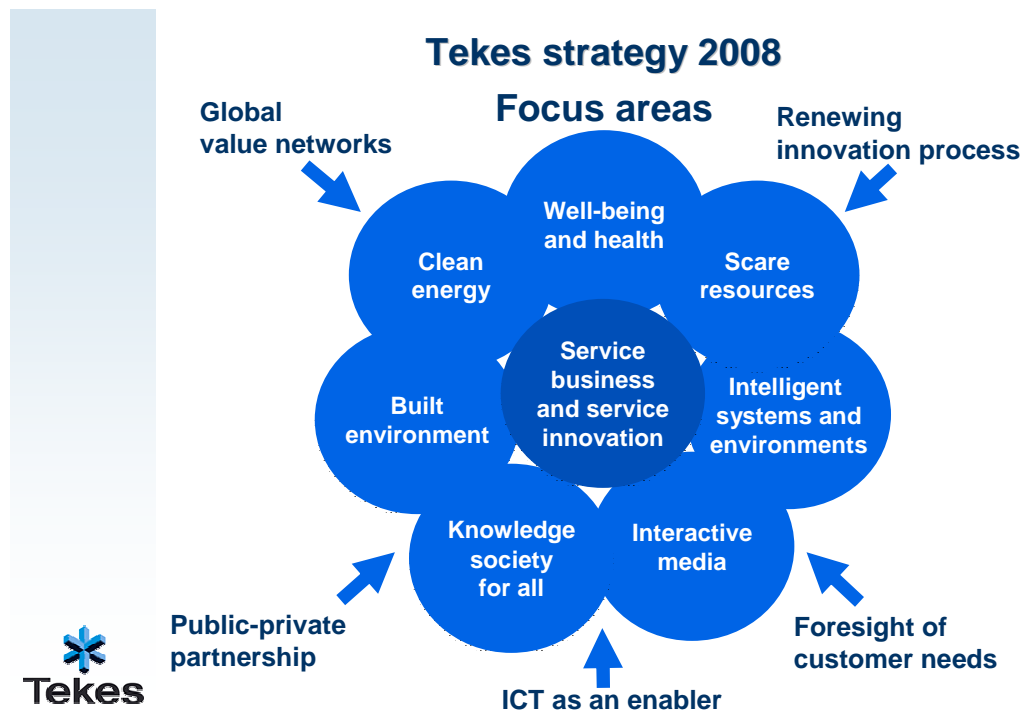 Tekes strategy 2008
Focus areas
Global
value networks
Renewing
innovation process
Well-being
and health
Clean
energy
Scare
resources
Service
business
and service
innovation
Built
environment
Intelligent
systems and
environments
Knowledge
society
for all
Interactive
media
Public-private
partnership
Foresight of
customer needs
ICT as an enabler
Tekes